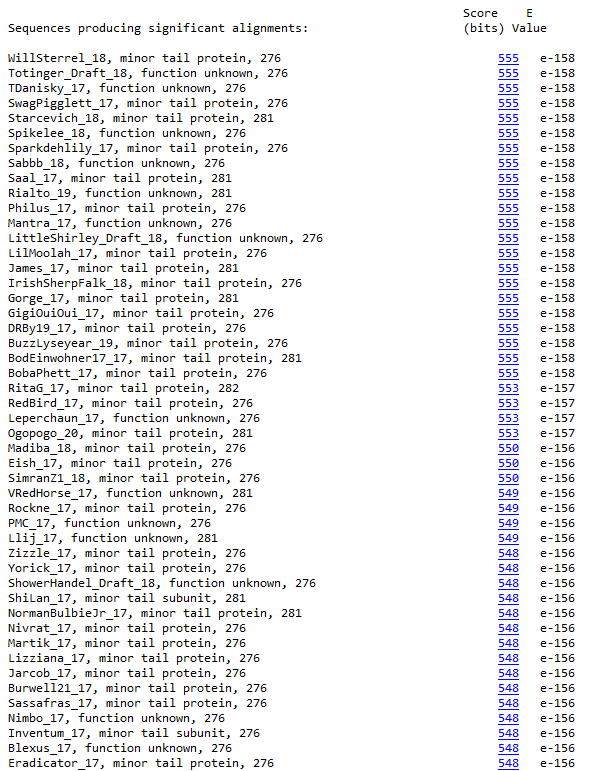 Score E
Sequences producing significant alignments: (bits) Value
WillSterrel_18, minor tail protein, 276 555 e-158
Totinger_Draft_18, function unknown, 276 555 e-158
TDanisky_17, function unknown, 276 555 e-158
SwagPigglett_17, minor tail protein, 276 555 e-158
Starcevich_18, minor tail protein, 281 555 e-158
Spikelee_18, function unknown, 276 555 e-158
Sparkdehlily_17, minor tail protein, 276 555 e-158
Sabbb_18, function unknown, 276 555 e-158
Saal_17, minor tail protein, 281 555 e-158
Rialto_19, function unknown, 281 555 e-158
Philus_17, minor tail protein, 276 555 e-158
Mantra_17, function unknown, 276 555 e-158
LittleShirley_Draft_18, function unknown, 276 555 e-158
LilMoolah_17, minor tail protein, 276 555 e-158
James_17, minor tail protein, 281 555 e-158
IrishSherpFalk_18, minor tail protein, 276 555 e-158
Gorge_17, minor tail protein, 281 555 e-158
GigiOuiOui_17, minor tail protein, 276 555 e-158
DRBy19_17, minor tail protein, 276 555 e-158
BuzzLyseyear_19, minor tail protein, 276 555 e-158
BodEinwohner17_17, minor tail protein, 281 555 e-158
BobaPhett_17, minor tail protein, 276 555 e-158
RitaG_17, minor tail protein, 282 553 e-157
RedBird_17, minor tail protein, 276 553 e-157
Leperchaun_17, function unknown, 276 553 e-157
Ogopogo_20, minor tail protein, 281 553 e-157
Madiba_18, minor tail protein, 276 550 e-156
Eish_17, minor tail protein, 276 550 e-156
SimranZ1_18, minor tail protein, 276 550 e-156
VRedHorse_17, function unknown, 281 549 e-156
Rockne_17, minor tail protein, 276 549 e-156
PMC_17, function unknown, 276 549 e-156
Llij_17, function unknown, 281 549 e-156
Zizzle_17, minor tail protein, 276 548 e-156
Yorick_17, minor tail protein, 276 548 e-156
ShowerHandel_Draft_18, function unknown, 276 548 e-156
ShiLan_17, minor tail subunit, 281 548 e-156
NormanBulbieJr_17, minor tail protein, 281 548 e-156
Nivrat_17, minor tail protein, 276 548 e-156
Martik_17, minor tail protein, 276 548 e-156
Lizziana_17, minor tail protein, 276 548 e-156
Jarcob_17, minor tail protein, 276 548 e-156
Burwell21_17, minor tail protein, 276 548 e-156
Sassafras_17, minor tail protein, 276 548 e-156
Nimbo_17, function unknown, 276 548 e-156
Inventum_17, minor tail subunit, 276 548 e-156
Blexus_17, function unknown, 276 548 e-156
Eradicator_17, minor tail protein, 276 548 e-156